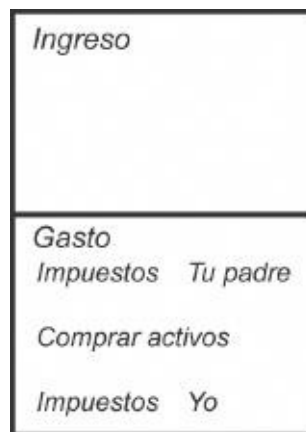 Ingreso
Gasto
Impuestos Tu padre
Comprar activos
Impuestos Yo